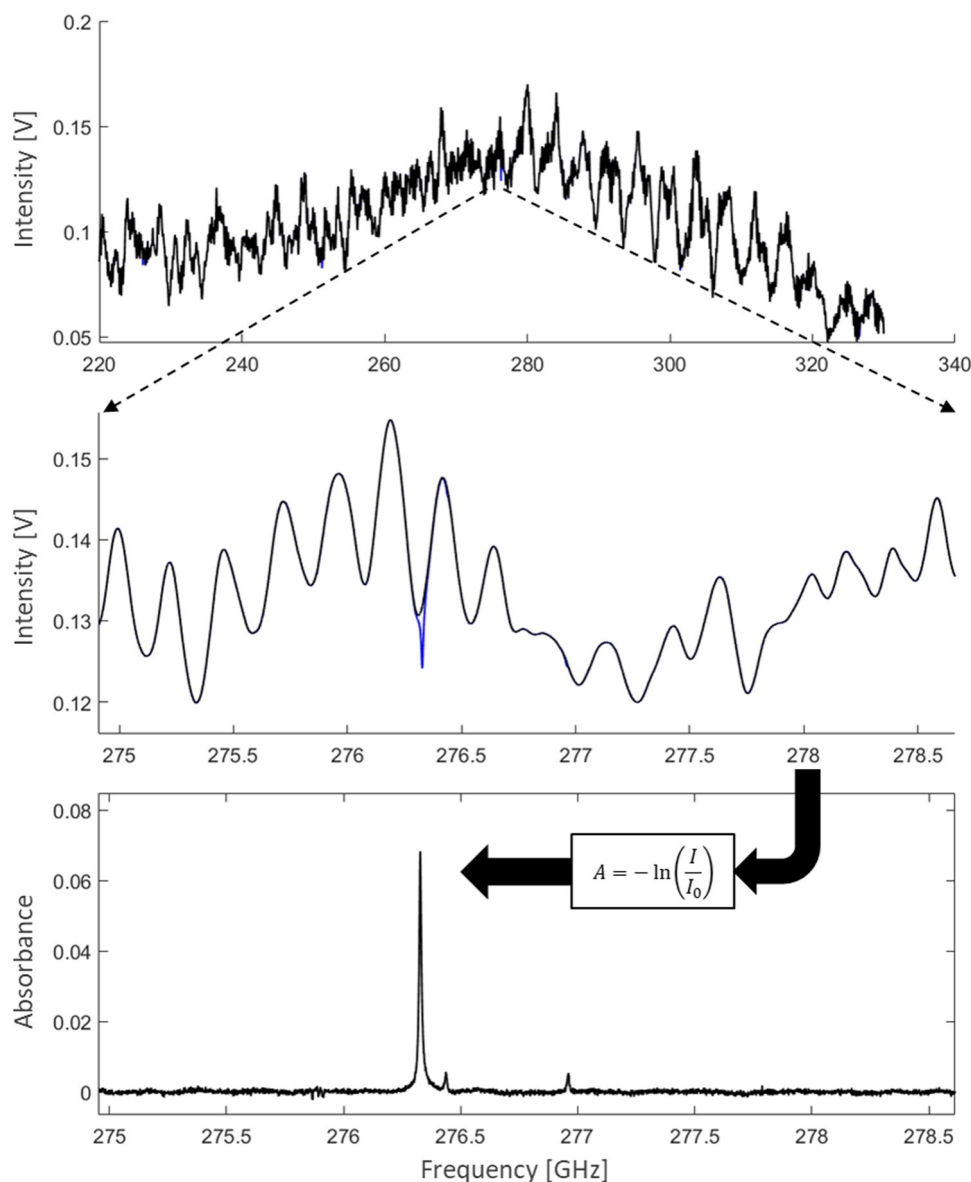 0.2
0.15
0.1
0.05
Intensity [V]
220 240 260 280 300 320 340
0.15
0.14
0.13
0.12
Intensity [V]
275 275.5 276 276.5 277 277.5 278 278.5
0.08
0.06
0.04
0.02
0
Absorbance
A = − ln(I/I₀)
275 275.5 276 276.5 277 277.5 278 278.5
Frequency [GHz]